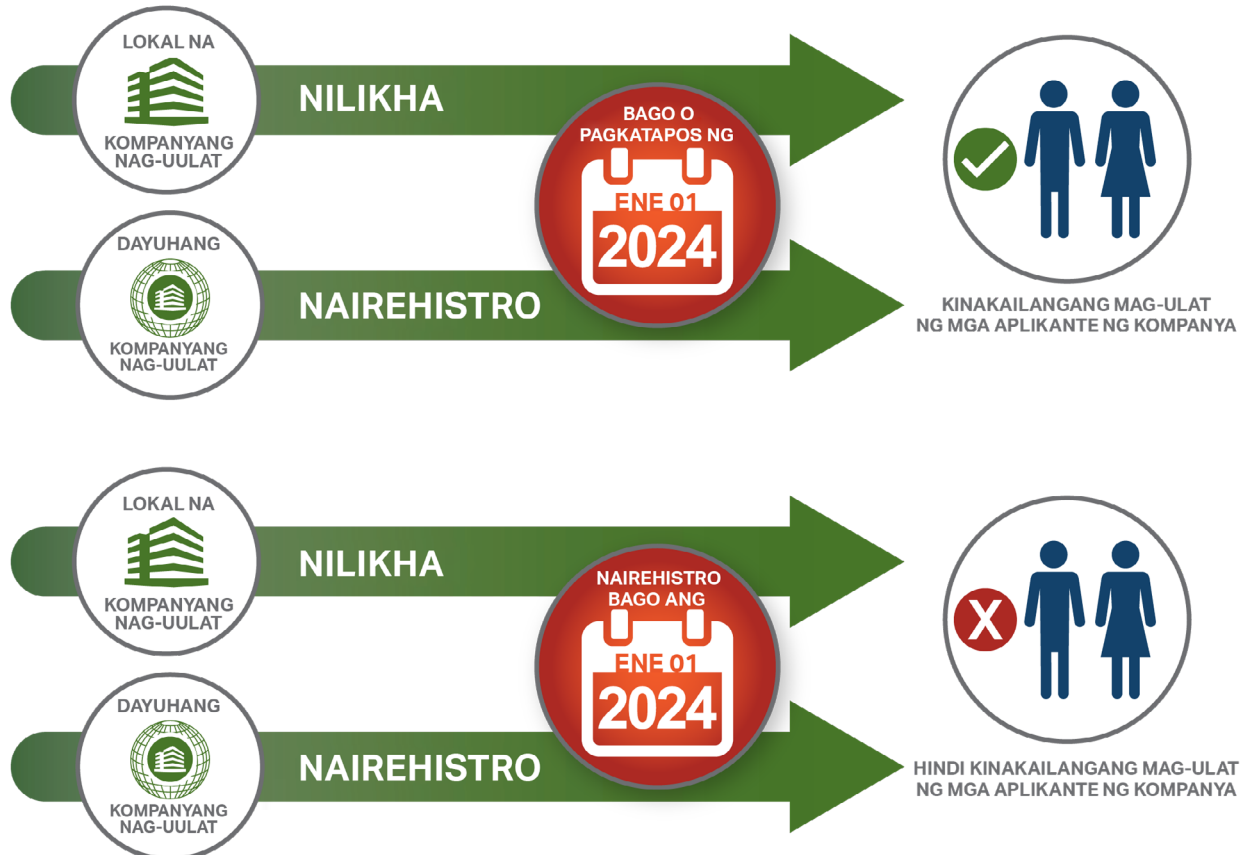 LOKAL NA
KOMPANYANG
NAG-UULAT
NILIKHA
BAGO O
PAGKATAPOS NG
ENE 01
2024
DAYUHANG
KOMPANYANG
NAG-UULAT
NAIREHISTRO
KINAKAILANGANG MAG-ULAT
NG MGA APLIKANTE NG KOMPANYA
LOKAL NA
KOMPANYANG
NAG-UULAT
NILIKHA
NAIREHISTRO
BAGO ANG
ENE 01
2024
DAYUHANG
KOMPANYANG
NAG-UULAT
NAIREHISTRO
X
HINDI KINAKAILANGANG MAG-ULAT
NG MGA APLIKANTE NG KOMPANYA